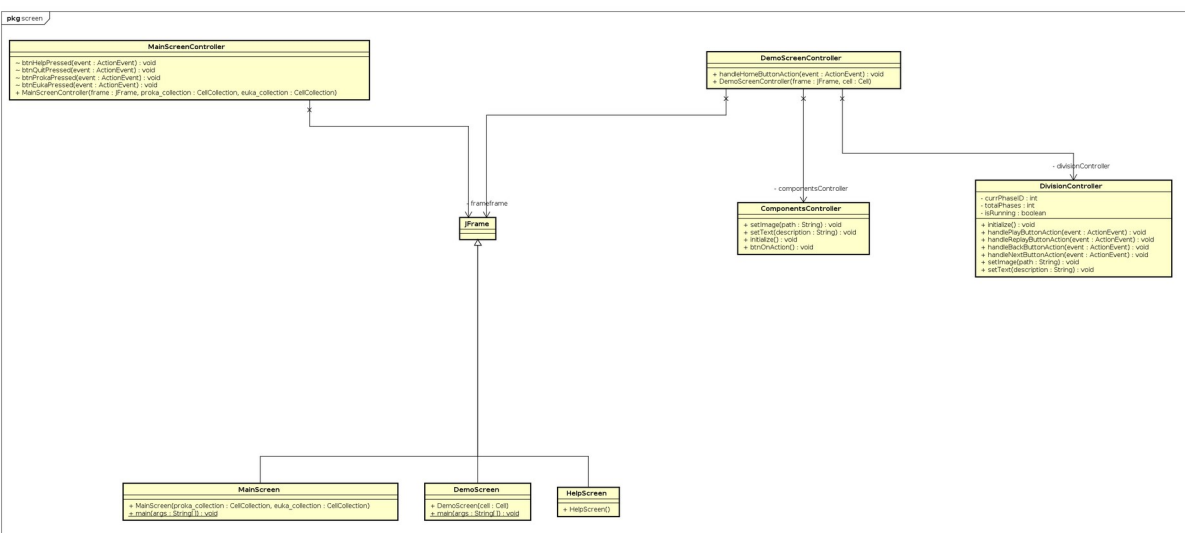 pkg screen
MainScreenController
~ btnHelpPressed(event : ActionEvent) : void
~ btnQuitPressed(event : ActionEvent) : void
~ btnProkaPressed(event : ActionEvent) : void
~ btnEukaPressed(event : ActionEvent) : void
+ MainScreenController(frame : JFrame, proka_collection : CellCollection, euka_collection : CellCollection)
DemoScreenController
+ handleHomeButtonAction(event : ActionEvent) : void
+ DemoScreenController(frame : JFrame, cell : Cell)
- divisionController
DivisionController
- currPhaseID : int
- totalPhases : int
- isRunning : boolean
+ initialize() : void
+ handlePlayButtonAction(event : ActionEvent) : void
+ handleReplayButtonAction(event : ActionEvent) : void
+ handleBackButtonAction(event : ActionEvent) : void
+ handleNextButtonAction(event : ActionEvent) : void
+ setImage(path : String) : void
+ setText(description : String) : void
- componentsController
ComponentsController
+ setImage(path : String) : void
+ setText(description : String) : void
+ initialize() : void
+ btnOnAction() : void
- frameframe
JFrame
MainScreen
+ MainScreen(proka_collection : CellCollection, euka_collection : CellCollection)
+ main(args : String[]) : void
DemoScreen
+ DemoScreen(cell : Cell)
+ main(args : String[]) : void
HelpScreen
+ HelpScreen()